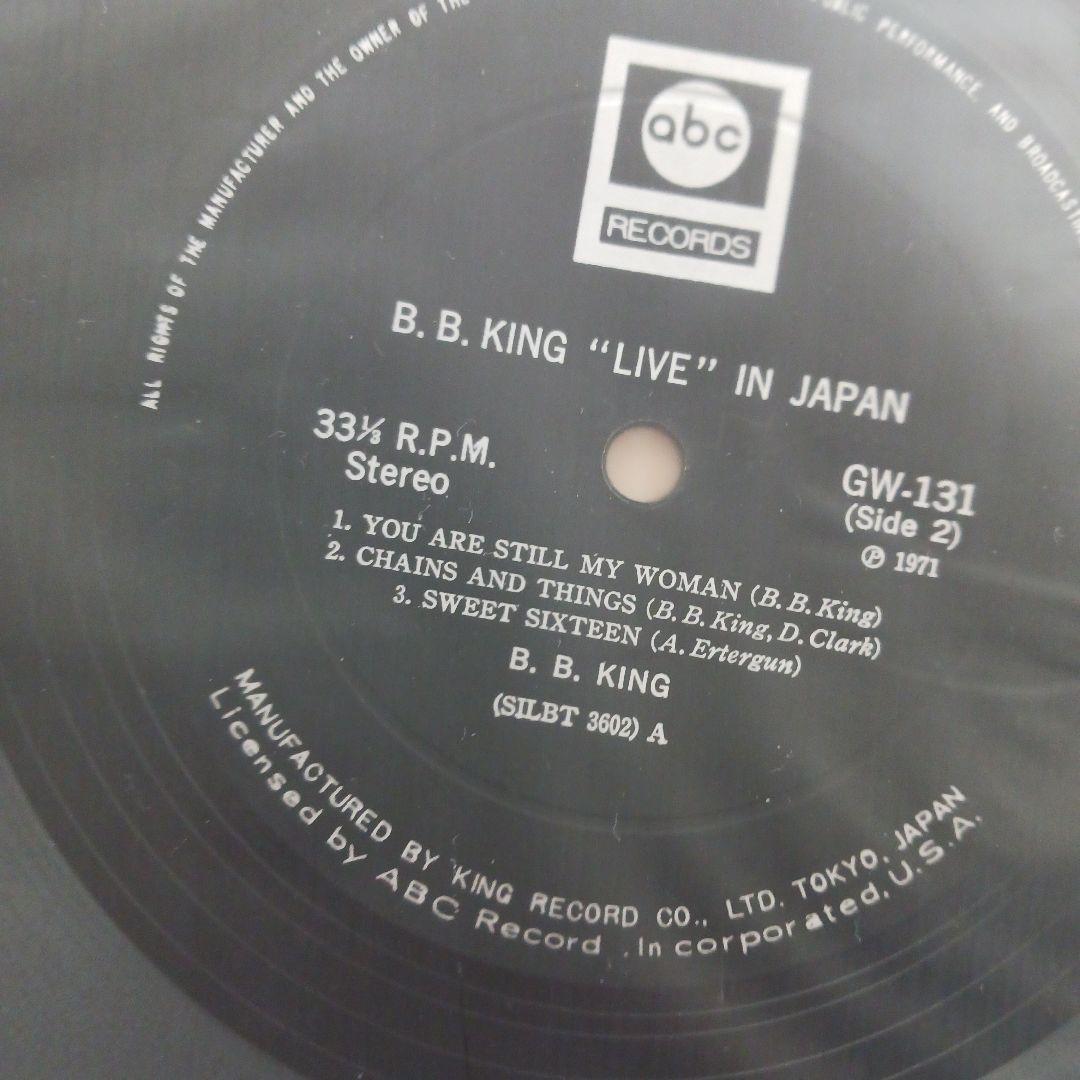 ALL RIGHTS OF THE MANUFACTURER AND THE OWNER OF THE
PUBLIC PERFORMANCE, AND BROADCASTIN
abc
RECORDS
B. B. KING “LIVE” IN JAPAN
33⅓ R.P.M.
Stereo
GW-131
(Side 2)
Ⓟ 1971
1. YOU ARE STILL MY WOMAN (B. B. King)
2. CHAINS AND THINGS (B. B. King, D. Clark)
3. SWEET SIXTEEN (A. Ertergun)
B. B. KING
(SILBT 3602) A
MANUFACTURED BY KING RECORD CO., LTD. TOKYO, JAPAN
Licensed by ABC Record , Incorporated, U.S.A.